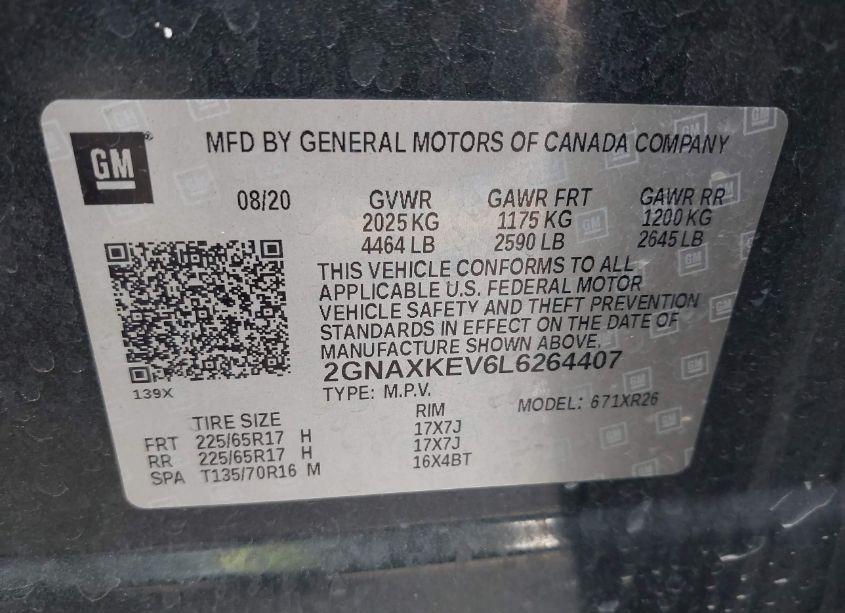 GM
MFD BY GENERAL MOTORS OF CANADA COMPANY
08/20 GVWR GAWR FRT GAWR RR
2025 KG 1175 KG 1200 KG
4464 LB 2590 LB 2645 LB
THIS VEHICLE CONFORMS TO ALL
APPLICABLE U.S. FEDERAL MOTOR
VEHICLE SAFETY AND THEFT PREVENTION
STANDARDS IN EFFECT ON THE DATE OF
MANUFACTURE SHOWN ABOVE.
2GNAXKEV6L6264407
139X
TYPE: M.P.V.
MODEL: 671XR26
TIRE SIZE RIM
FRT 225/65R17 H 17X7J
RR 225/65R17 H 17X7J
SPA T135/70R16 M 16X4BT